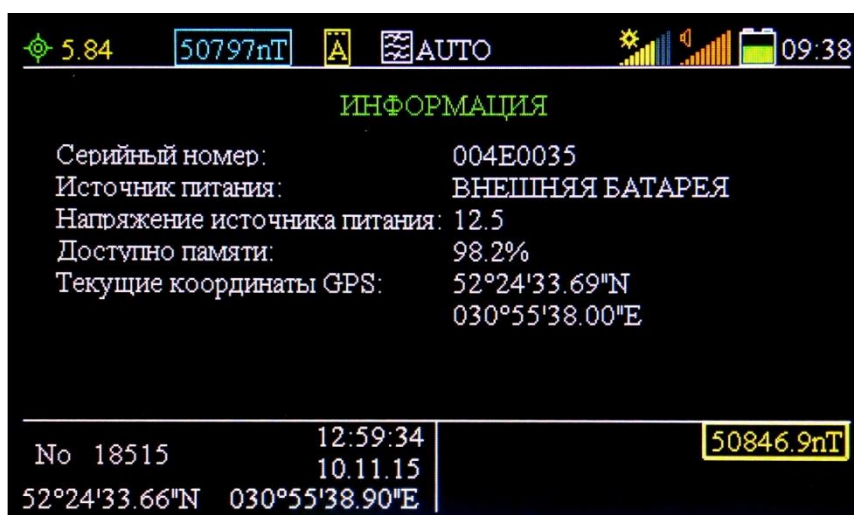 5.84 50797nT A AUTO 09:38
ИНФОРМАЦИЯ
Серийный номер: 004E0035
Источник питания: ВНЕШНЯЯ БАТАРЕЯ
Напряжение источника питания: 12.5
Доступно памяти: 98.2%
Текущие координаты GPS: 52°24'33.69"N
030°55'38.00"E
No 18515
12:59:34
10.11.15
50846.9nT
52°24'33.66"N 030°55'38.90"E